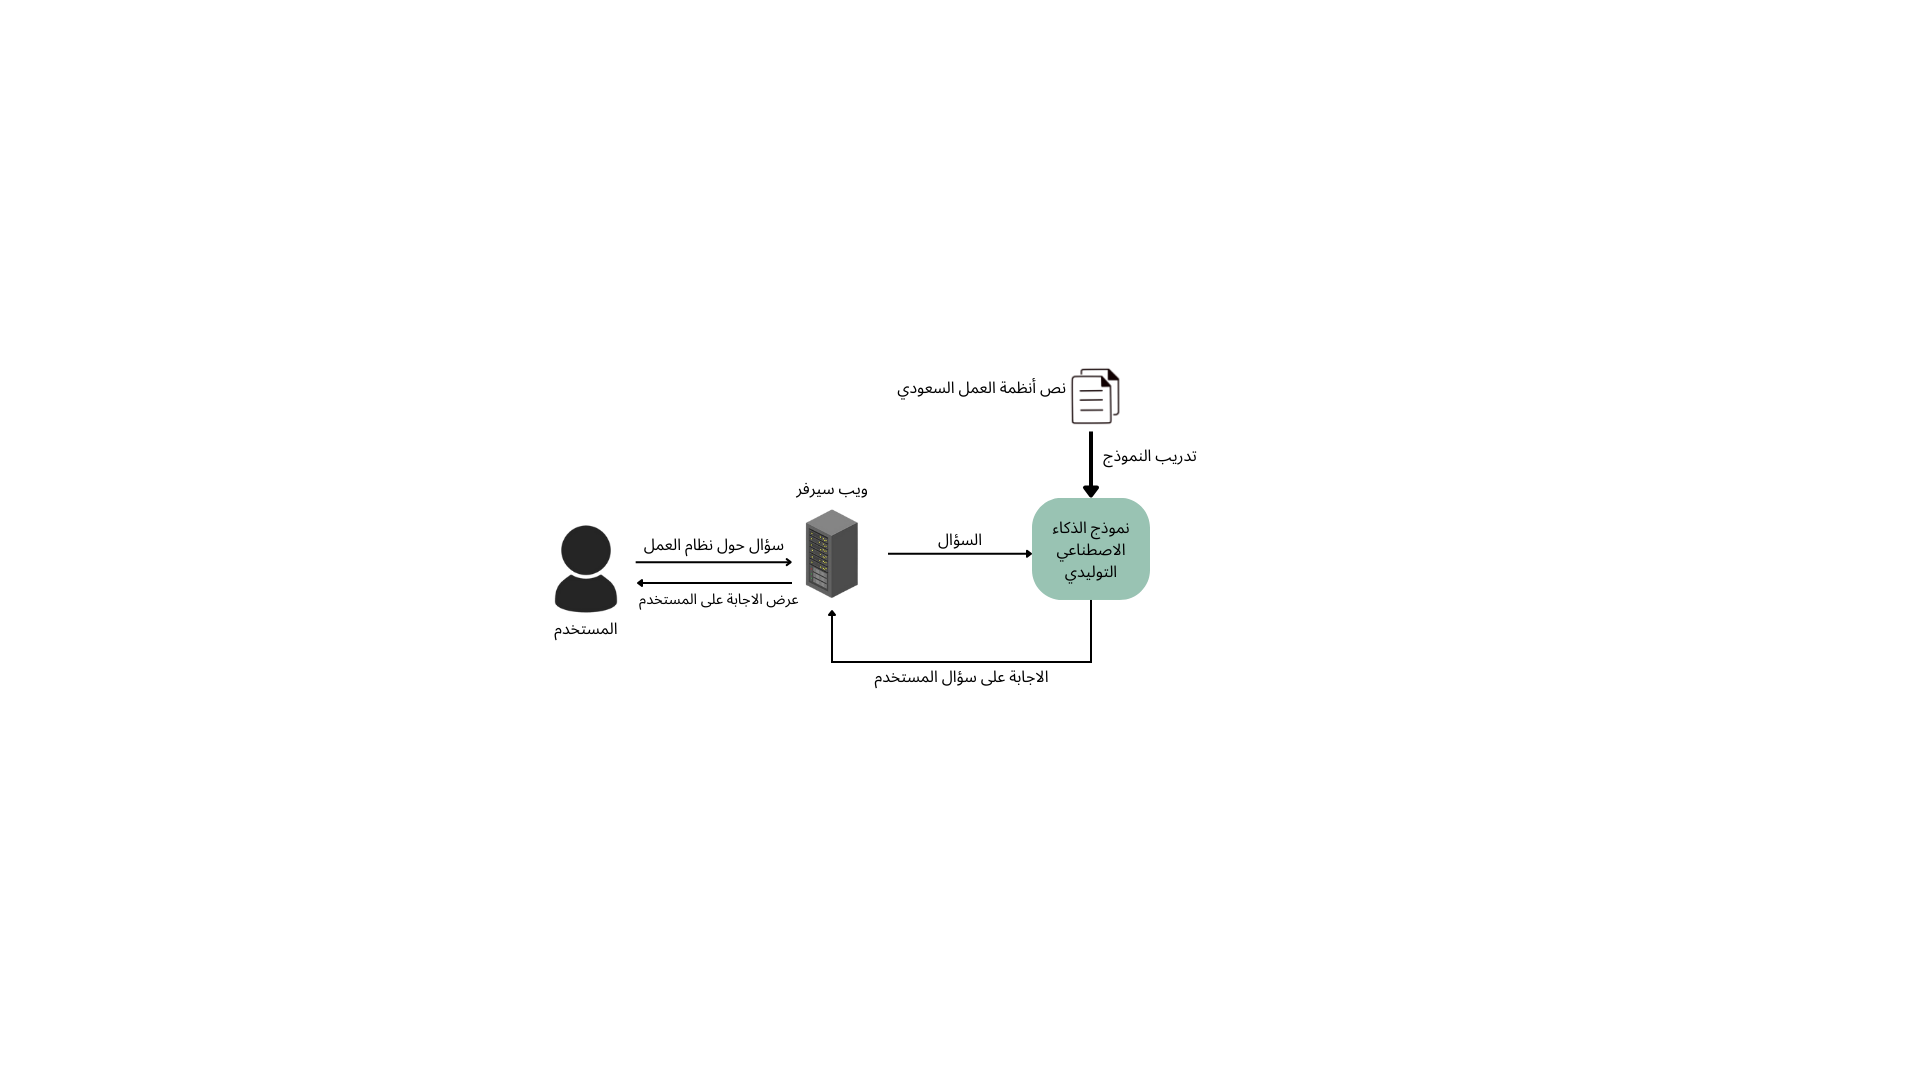 نص أنظمة العمل السعودي
تدريب النموذج
ويب سيرفر
نموذج الذكاء
الاصطناعي
التوليدي
السؤال
سؤال حول نظام العمل
عرض الاجابة على المستخدم
المستخدم
الاجابة على سؤال المستخدم